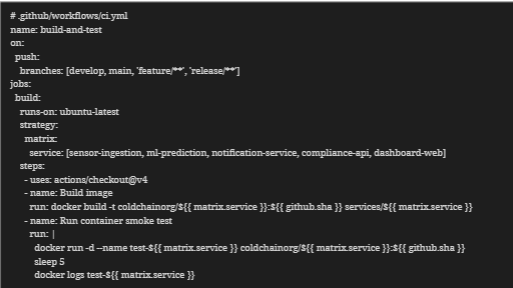 # .github/workflows/ci.yml
name: build-and-test
on:
  push:
    branches: [develop, main, 'feature/**', 'release/**']
jobs:
  build:
    runs-on: ubuntu-latest
    strategy:
      matrix:
        service: [sensor-ingestion, ml-prediction, notification-service, compliance-api, dashboard-web]
    steps:
      - uses: actions/checkout@v4
      - name: Build image
        run: docker build -t coldchainorg/${{ matrix.service }}:${{ github.sha }} services/${{ matrix.service }}
      - name: Run container smoke test
        run: |
          docker run -d --name test-${{ matrix.service }} coldchainorg/${{ matrix.service }}:${{ github.sha }}
          sleep 5
          docker logs test-${{ matrix.service }}